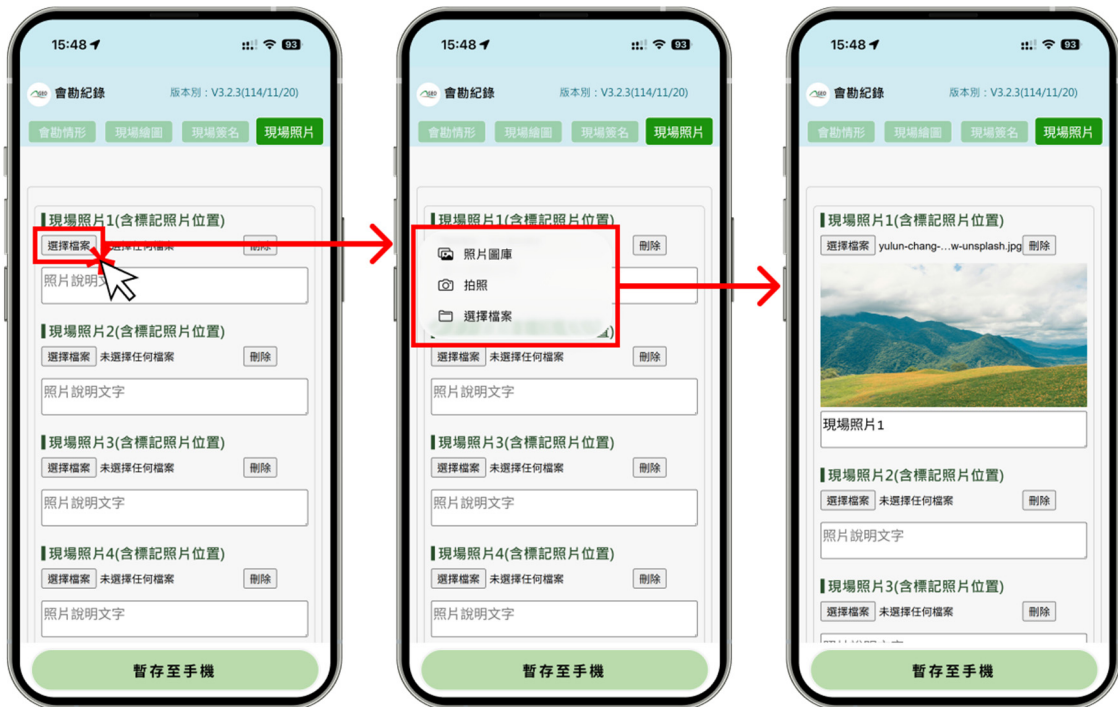 15:48
93
會勘紀錄
版本別：V3.2.3(114/11/20)
會勘情形
現場繪圖
現場簽名
現場照片
現場照片1(含標記照片位置)
選擇檔案
刪除
照片說明文
現場照片2(含標記照片位置)
選擇檔案 未選擇任何檔案
刪除
照片說明文字
現場照片3(含標記照片位置)
選擇檔案 未選擇任何檔案
刪除
照片說明文字
現場照片4(含標記照片位置)
選擇檔案 未選擇任何檔案
刪除
照片說明文字
暫存至手機
15:48
93
會勘紀錄
版本別：V3.2.3(114/11/20)
會勘情形
現場繪圖
現場簽名
現場照片
現場照片1(含標記照片位置)
刪除
照片圖庫
拍照
選擇檔案
選擇檔案 未選擇任何檔案
刪除
照片說明文字
現場照片3(含標記照片位置)
選擇檔案 未選擇任何檔案
刪除
照片說明文字
現場照片4(含標記照片位置)
選擇檔案 未選擇任何檔案
刪除
照片說明文字
暫存至手機
15:48
93
會勘紀錄
版本別：V3.2.3(114/11/20)
會勘情形
現場繪圖
現場簽名
現場照片
現場照片1(含標記照片位置)
選擇檔案 yulun-chang-...w-unsplash.jpg 刪除
現場照片1
現場照片2(含標記照片位置)
選擇檔案 未選擇任何檔案
刪除
照片說明文字
現場照片3(含標記照片位置)
選擇檔案 未選擇任何檔案
刪除
暫存至手機